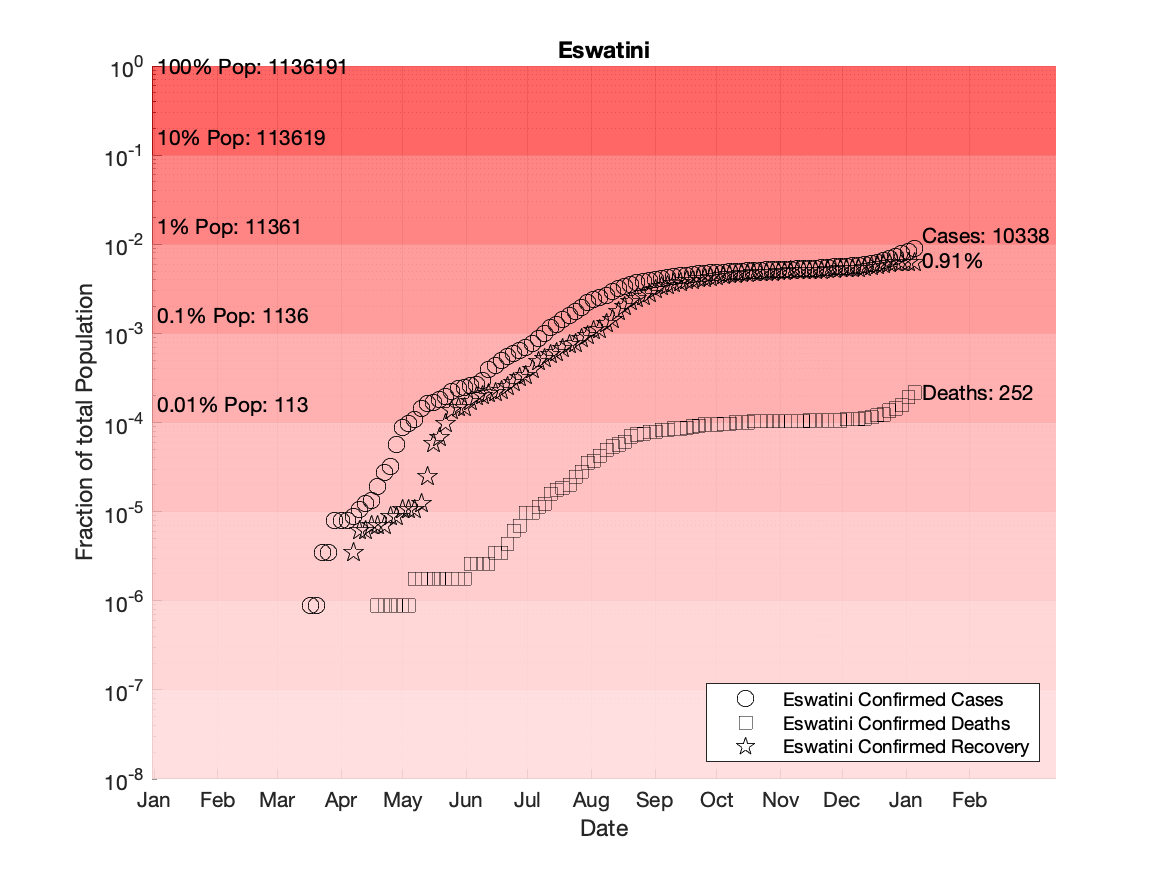 Eswatini
10^0
100% Pop: 1136191
10% Pop: 113619
10^-1
1% Pop: 11361
10^-2
Cases: 10338
0.91%
0.1% Pop: 1136
10^-3
Deaths: 252
0.01% Pop: 113
10^-4
10^-5
10^-6
10^-7
10^-8
Fraction of total Population
Eswatini Confirmed Cases
Eswatini Confirmed Deaths
Eswatini Confirmed Recovery
Jan Feb Mar Apr May Jun Jul Aug Sep Oct Nov Dec Jan Feb
Date